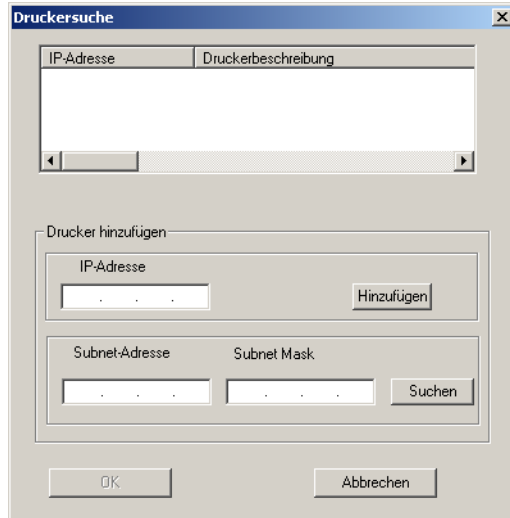 Druckersuche
IP-Adresse Druckerbeschreibung
Drucker hinzufügen
IP-Adresse
. . . Hinzufügen
Subnet-Adresse Subnet Mask
. . . . . . Suchen
OK Abbrechen